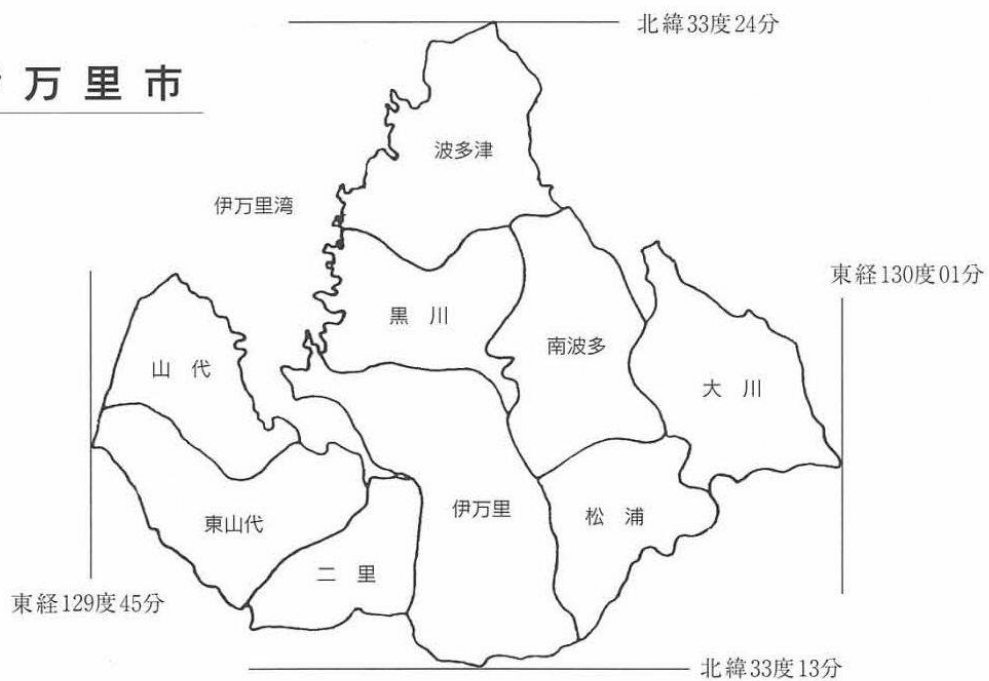 万里市
北緯33度24分
波多津
伊万里湾
東経130度01分
黒川
南波多
山代
大川
伊万里
松浦
東山代
二里
東経129度45分
北緯33度13分